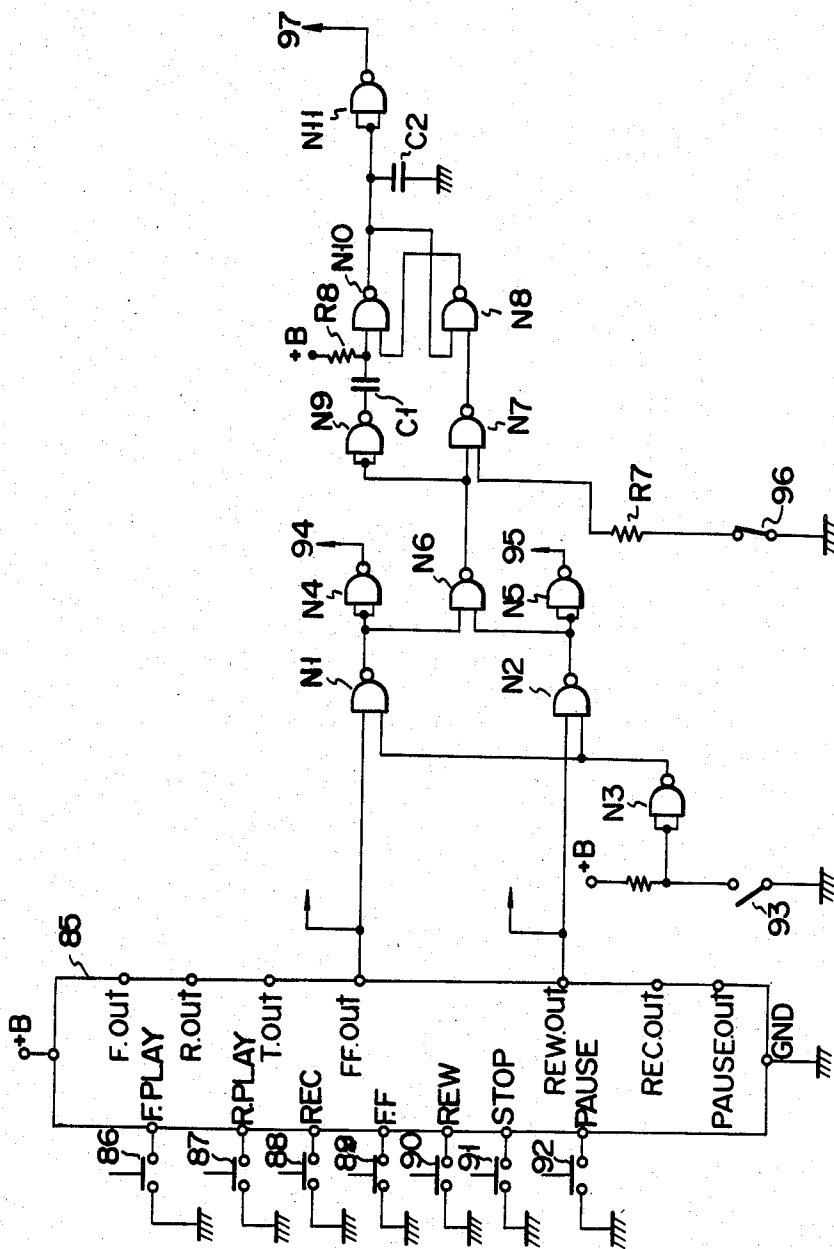 +B
85
86
F.PLAY
F.OUT
87
R.PLAY
R.OUT
88
REC
T.OUT
89
F.F
FF.OUT
90
REW
91
STOP
REW.OUT
92
PAUSE
REC.OUT
PAUSE.OUT
GND
+B
93
N3
N1
N2
N4
94
N5
95
N6
N9
C1
+B
R8
N7
R7
96
N10
N8
C2
N11
97